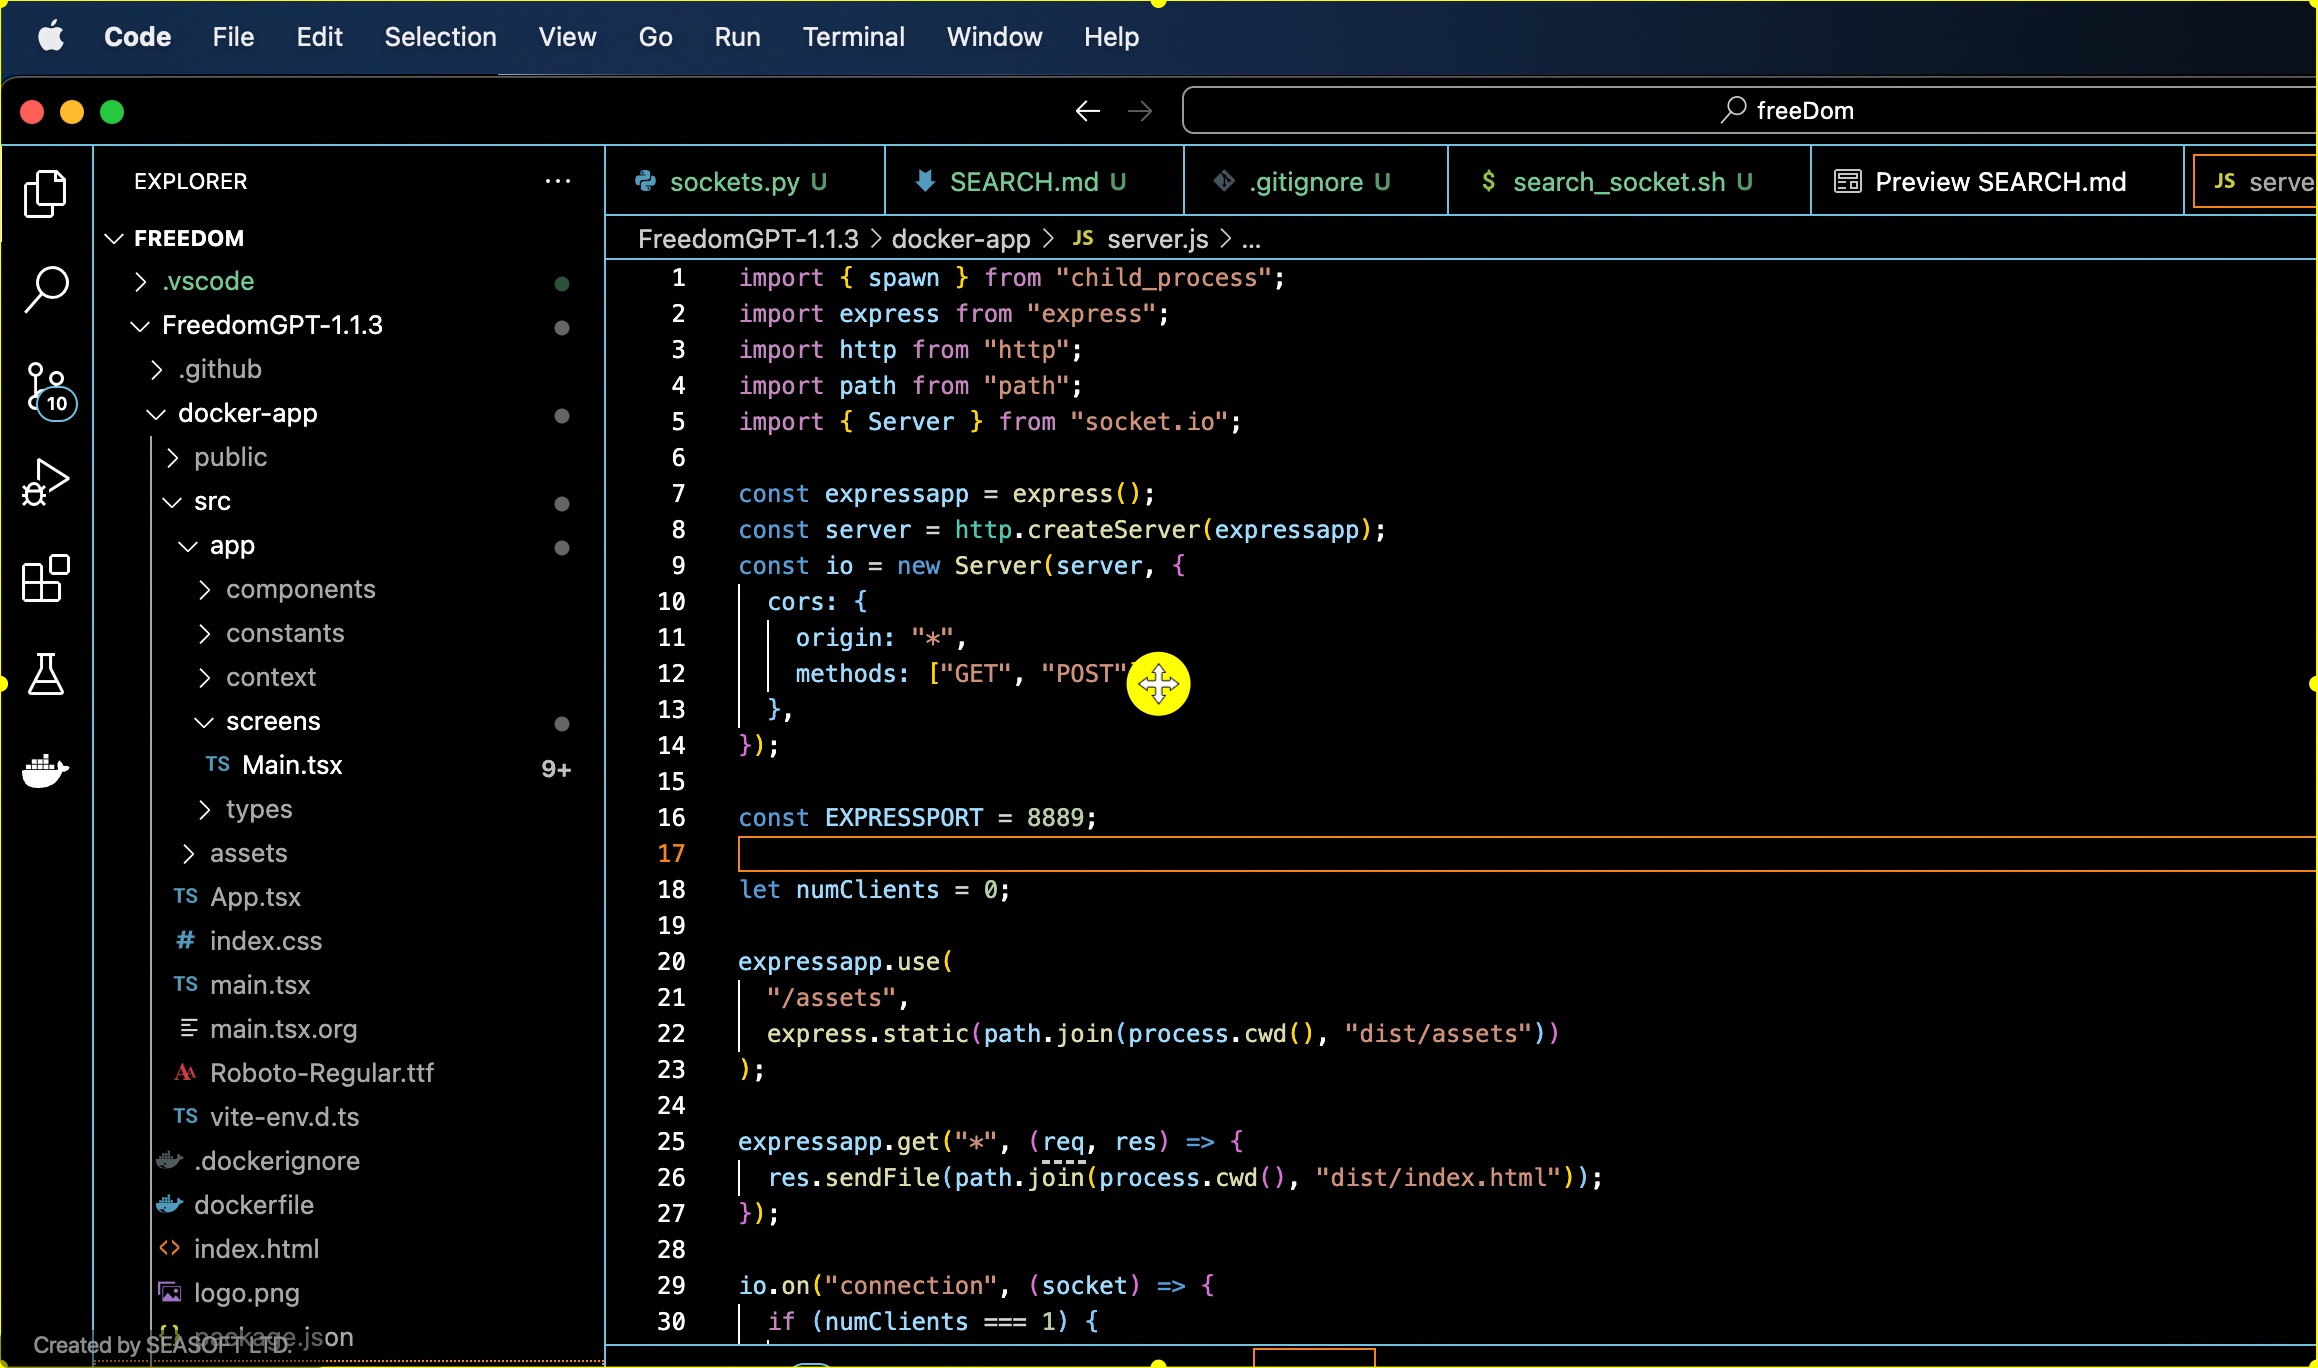 Code File Edit Selection View Go Run Terminal Window Help
freeDom
EXPLORER
sockets.py U
SEARCH.md U
.gitignore U
$ search_socket.sh U
Preview SEARCH.md
JS serve
FREEDOM
.vscode
FreedomGPT-1.1.3
.github
docker-app
public
src
app
components
constants
context
screens
TS Main.tsx 9+
types
assets
TS App.tsx
# index.css
TS main.tsx
main.tsx.org
Roboto-Regular.ttf
TS vite-env.d.ts
.dockerignore
dockerfile
<> index.html
logo.png
{} package.json
10
Created by SEASOFT LTD.
FreedomGPT-1.1.3 > docker-app > JS server.js > ...
1 import { spawn } from "child_process";
2 import express from "express";
3 import http from "http";
4 import path from "path";
5 import { Server } from "socket.io";
6
7 const expressapp = express();
8 const server = http.createServer(expressapp);
9 const io = new Server(server, {
10 cors: {
11 origin: "*",
12 methods: ["GET", "POST"
13 },
14 });
15
16 const EXPRESSPORT = 8889;
17
18 let numClients = 0;
19
20 expressapp.use(
21 "/assets",
22 express.static(path.join(process.cwd(), "dist/assets"))
23 );
24
25 expressapp.get("*", (req, res) => {
26 res.sendFile(path.join(process.cwd(), "dist/index.html"));
27 });
28
29 io.on("connection", (socket) => {
30 if (numClients === 1) {